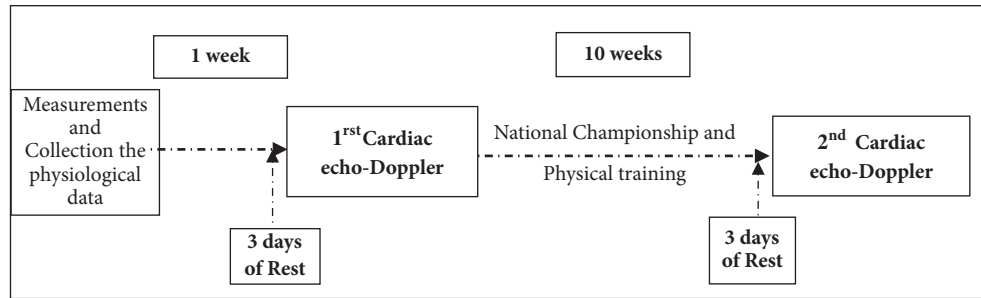 1 week
10 weeks
Measurements
and
Collection the
physiological
data
1rst Cardiac
echo-Doppler
National Championship and
Physical training
2nd Cardiac
echo-Doppler
3 days
of Rest
3 days
of Rest